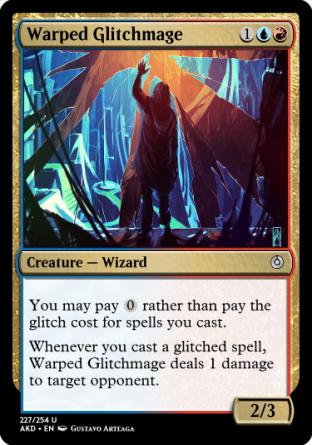 Warped Glitchmage 1
Creature — Wizard
You may pay 0 rather than pay the
glitch cost for spells you cast.
Whenever you cast a glitched spell,
Warped Glitchmage deals 1 damage
to target opponent.
2/3
227/254 U
AKD • EN Gustavo Arteaga